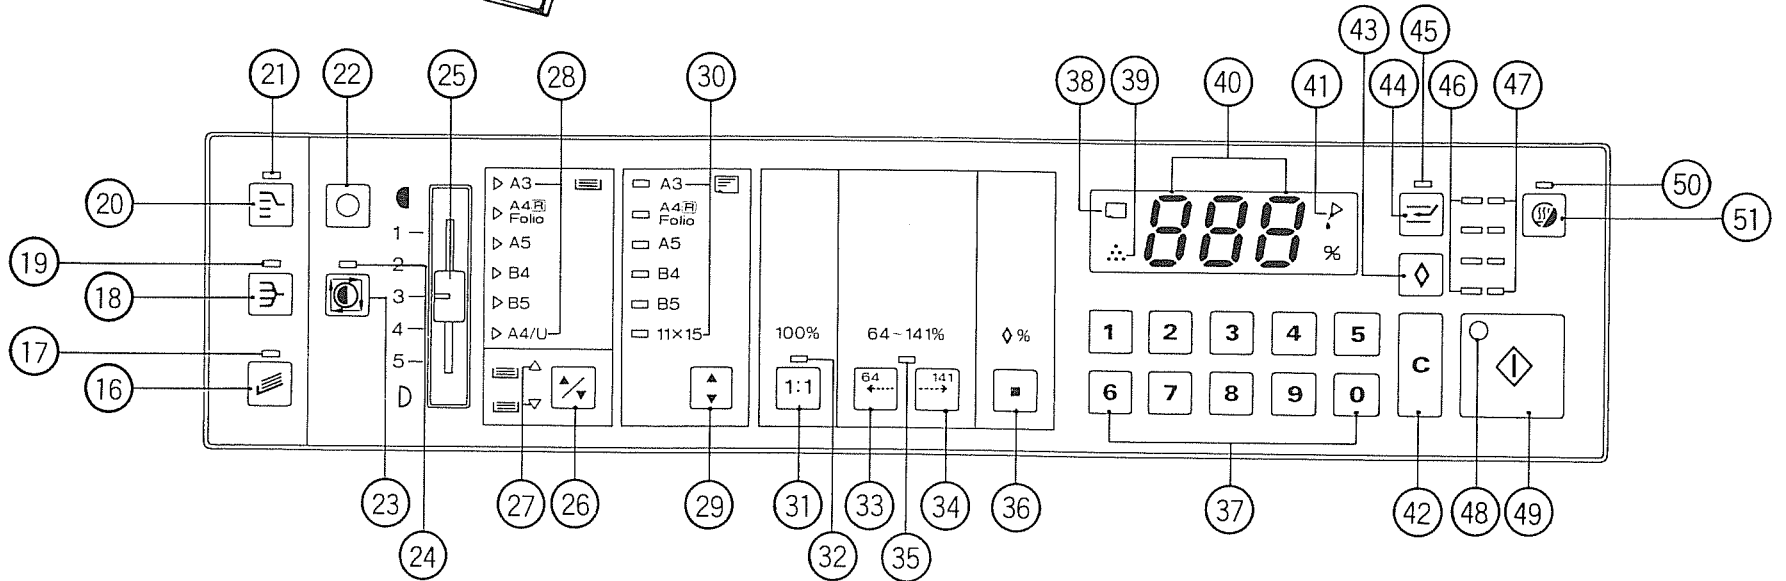 43 45
21 22 25 28 30 38 39 40 41 44 46 47
20
19
18
17
16
1
2
3
4
5
A3
A4 R
Folio
A5
B4
B5
A4/U
A3
A4 R
Folio
A5
B4
B5
11×15
100%
1:1
64~141%
64
141
%
888
%
1 2 3 4 5
6 7 8 9 0
C
50
51
23 27 26 29 31 33 34 36 37 42 48 49
24 32 35